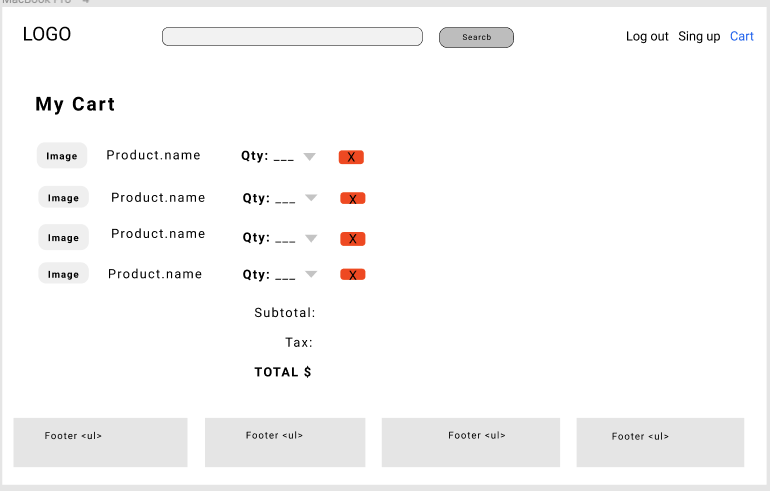 MacBook Pro - 4
LOGO
Searcb
Log out Sing up Cart
My Cart
Image Product.name Qty: ___ X
Image Product.name Qty: ___ X
Image Product.name Qty: ___ X
Image Product.name Qty: ___ X
Subtotal:
Tax:
TOTAL $
Footer <ul> Footer <ul> Footer <ul> Footer <ul>